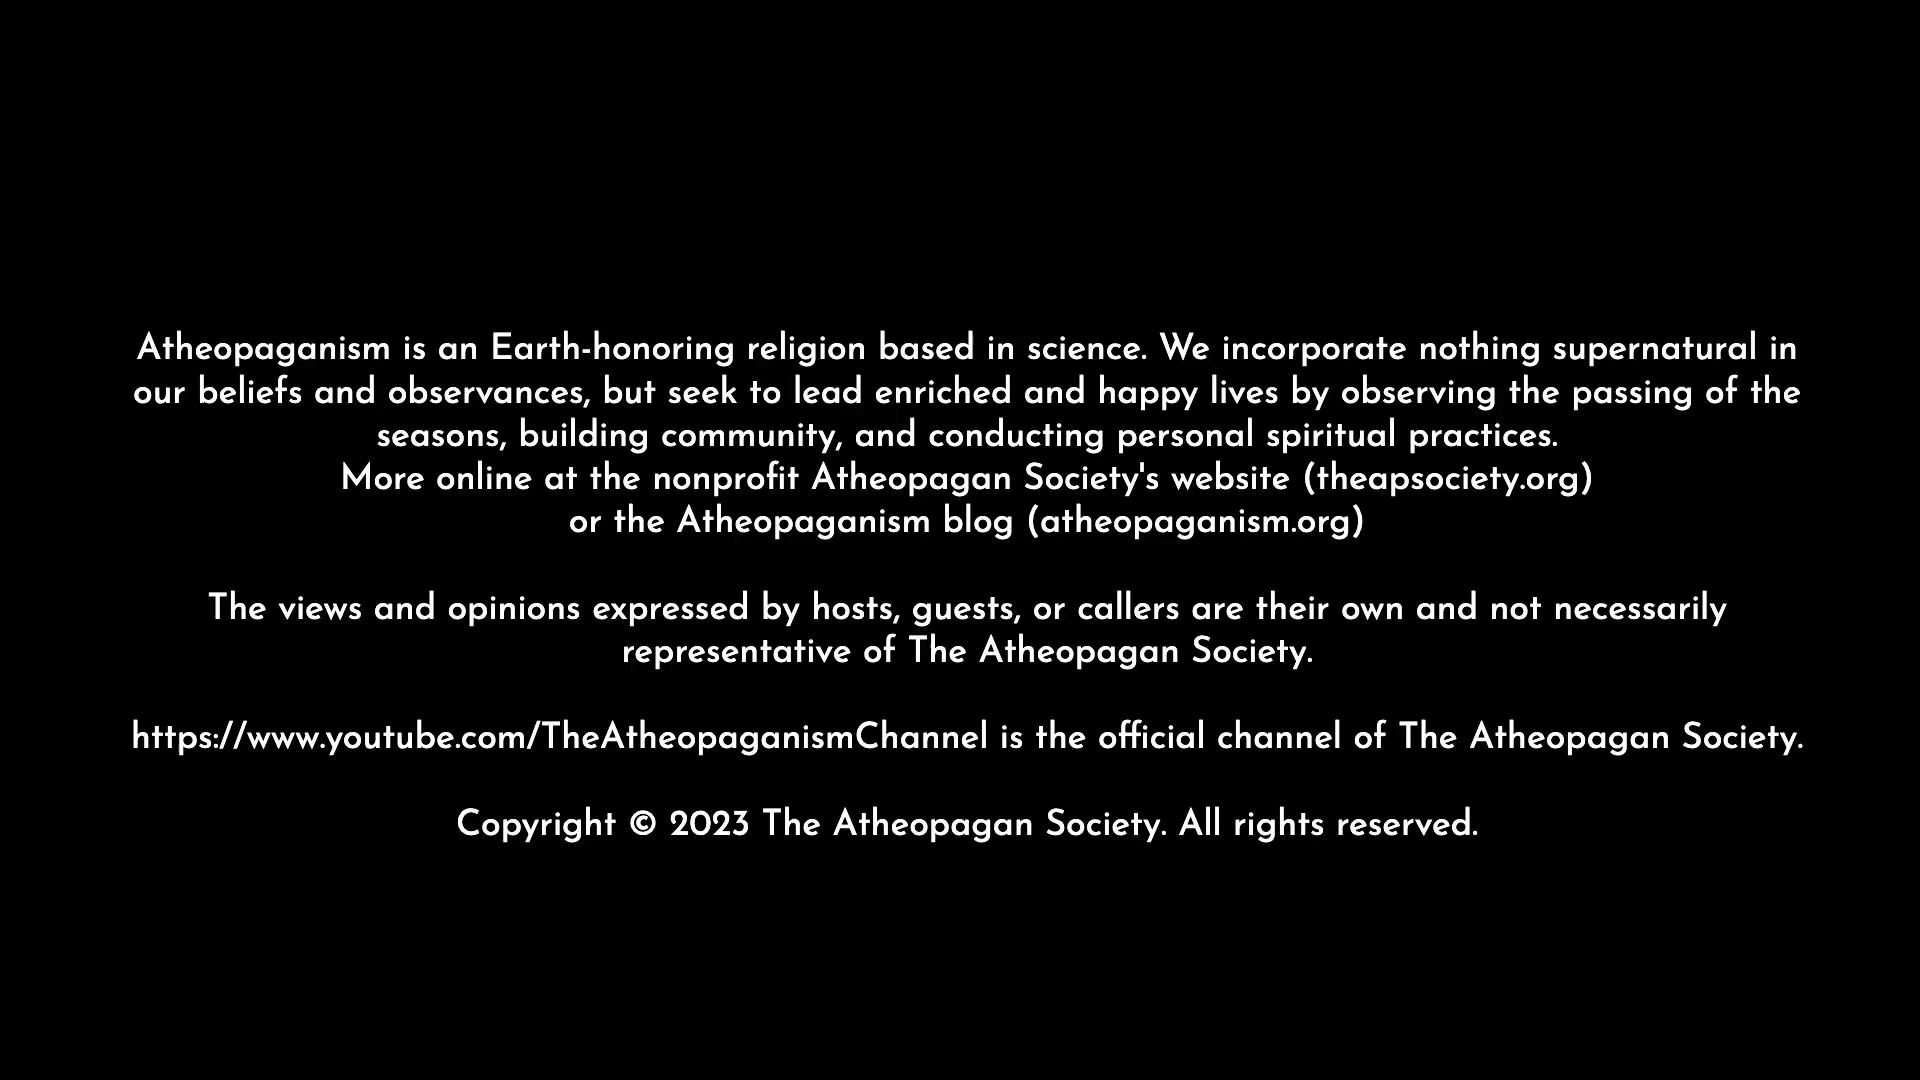 Atheopaganism is an Earth-honoring religion based in science. We incorporate nothing supernatural in
our beliefs and observances, but seek to lead enriched and happy lives by observing the passing of the
seasons, building community, and conducting personal spiritual practices.
More online at the nonprofit Atheopagan Society's website (theapsociety.org)
or the Atheopaganism blog (atheopaganism.org)
The views and opinions expressed by hosts, guests, or callers are their own and not necessarily
representative of The Atheopagan Society.
https://www.youtube.com/TheAtheopaganismChannel is the official channel of The Atheopagan Society.
Copyright © 2023 The Atheopagan Society. All rights reserved.